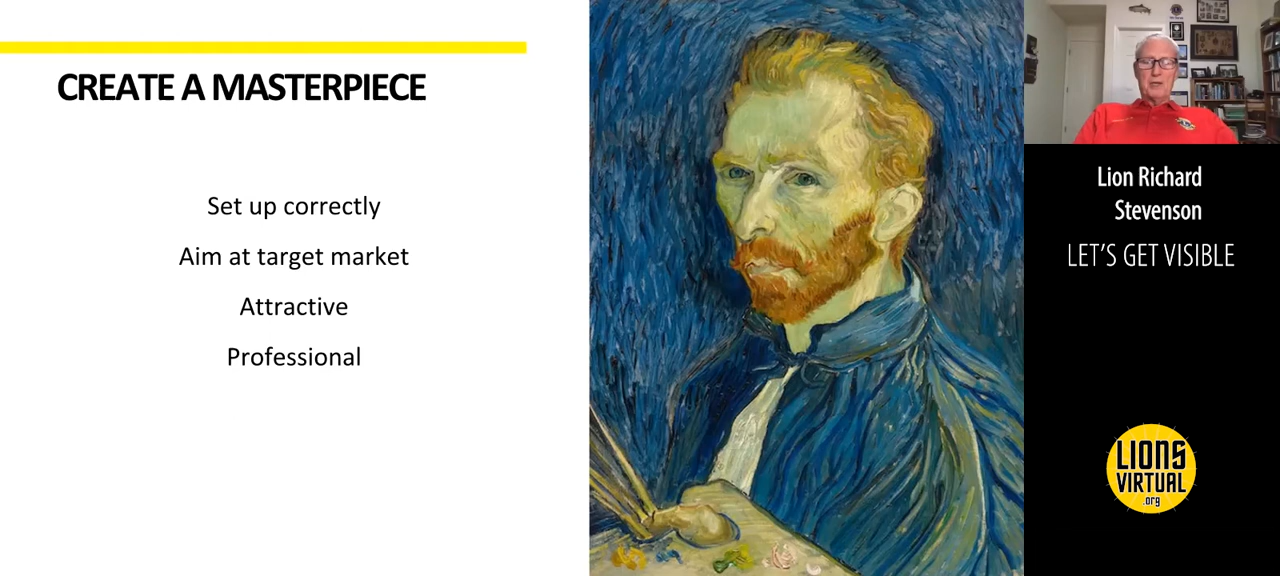 CREATE A MASTERPIECE
Set up correctly
Aim at target market
Attractive
Professional
Lion Richard
Stevenson
LET'S GET VISIBLE
LIONS
VIRTUAL
.org